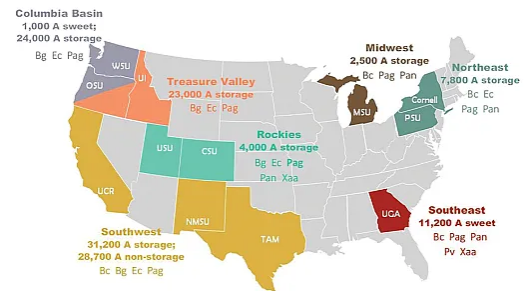 Columbia Basin
1,000 A sweet;
24,000 A storage
Bg Ec Pag
WSU
OSU
UI
Treasure Valley
23,000 A storage
Bg Ec Pag
Midwest
2,500 A storage
Bc Pag Pan
MSU
Northeast
7,800 A storage
Bc Ec
Pag Pan
Cornell
PSU
Rockies
4,000 A storage
Bg Ec Pag
Pan Xaa
USU
CSU
UCR
NMSU
TAM
Southwest
31,200 A storage;
28,700 A non-storage
Bc Bg Ec Pag
UGA
Southeast
11,200 A sweet
Bc Pag Pan
Pv Xaa